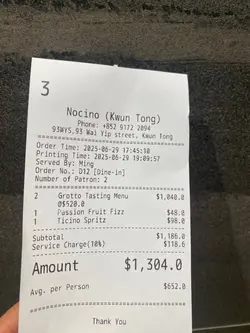 3
Nocino (Kwun Tong)
Phone: +852 9172 2094
93WYS,93 Wai Yip street, Kwun Tong
Order Time: 2025-06-29 17:45:10
Printing Time: 2025-06-29 19:09:57
Served By: Ming
Order No.: D12 [Dine-in]
Number of Patron: 2
2 Grotto Tasting Menu $1,040.0
@$520.0
1 Passion Fruit Fizz $48.0
1 Ticino Spritz $98.0
Subtotal $1,186.0
Service Charge(10%) $118.6
Amount $1,304.0
Avg. per Person $652.0
Thank You